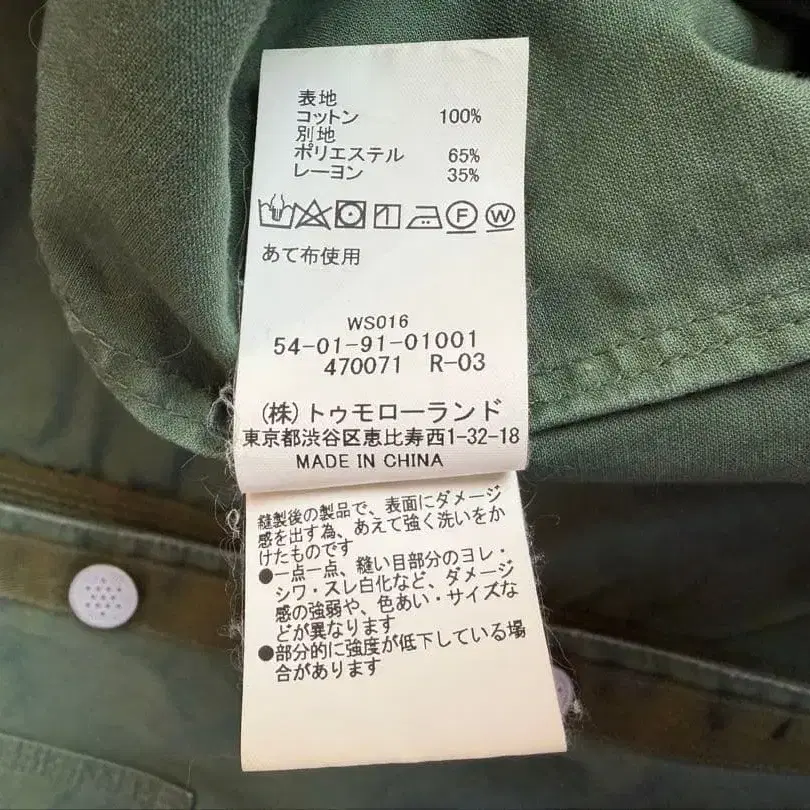 表地
コットン 100%
別地
ポリエステル 65%
レーヨン 35%
F W
あて布使用
WS016
54-01-91-01001
470071 R-03
(株)トゥモローランド
東京都渋谷区恵比寿西1-32-18
MADE IN CHINA
縫製後の製品で、表面にダメージ
感を出す為、あえて強く洗いをか
けたものです
●一点一点、縫い目部分のヨレ・
シワ・スレ白化など、ダメージ
感の強弱や、色あい・サイズな
どが異なります
●部分的に強度が低下している場
合があります